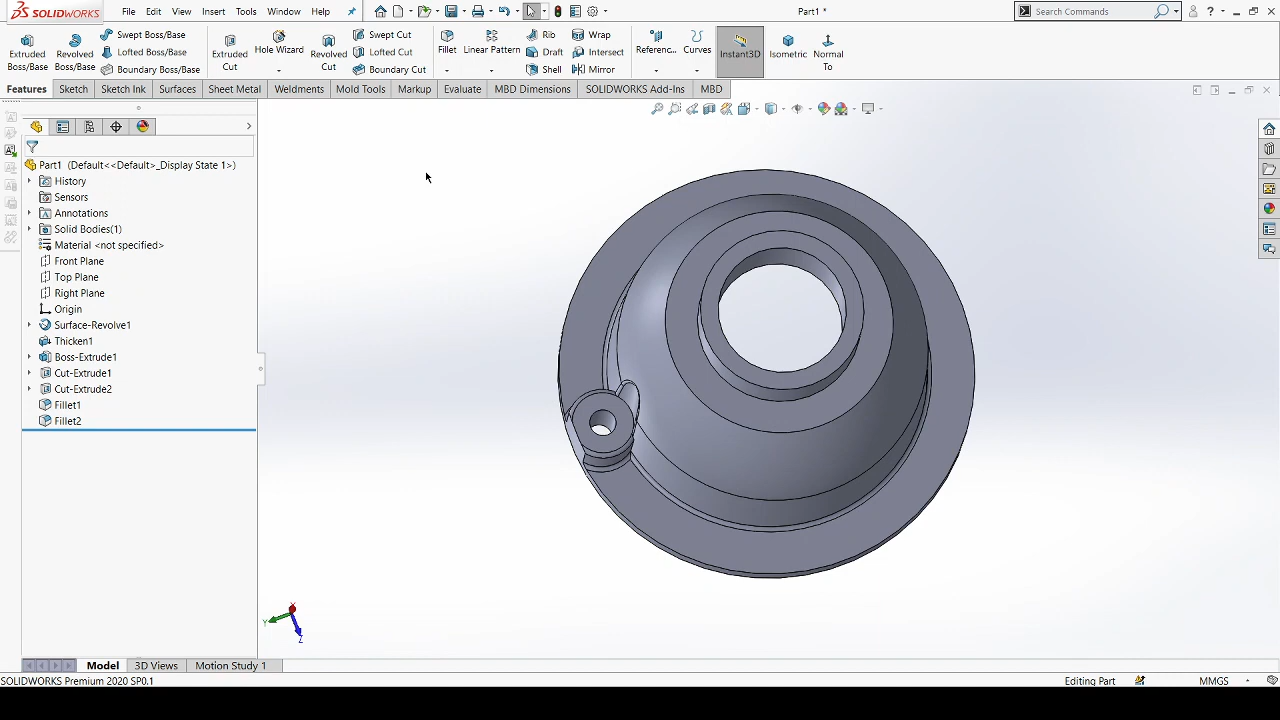 SOLIDWORKS File Edit View Insert Tools Window Help Part1 * Search Commands
Extruded Boss/Base
Revolved Boss/Base
Swept Boss/Base
Lofted Boss/Base
Boundary Boss/Base
Extruded Cut
Hole Wizard
Revolved Cut
Swept Cut
Lofted Cut
Boundary Cut
Fillet
Linear Pattern
Rib
Draft
Shell
Wrap
Intersect
Mirror
Referenc...
Curves
Instant3D
Isometric
Normal To
Features Sketch Sketch Ink Surfaces Sheet Metal Weldments Mold Tools Markup Evaluate MBD Dimensions SOLIDWORKS Add-Ins MBD
Part1 (Default<<Default>_Display State 1>)
History
Sensors
Annotations
Solid Bodies(1)
Material <not specified>
Front Plane
Top Plane
Right Plane
Origin
Surface-Revolve1
Thicken1
Boss-Extrude1
Cut-Extrude1
Cut-Extrude2
Fillet1
Fillet2
X
Y
Z
Model 3D Views Motion Study 1
SOLIDWORKS Premium 2020 SP0.1 Editing Part MMGS